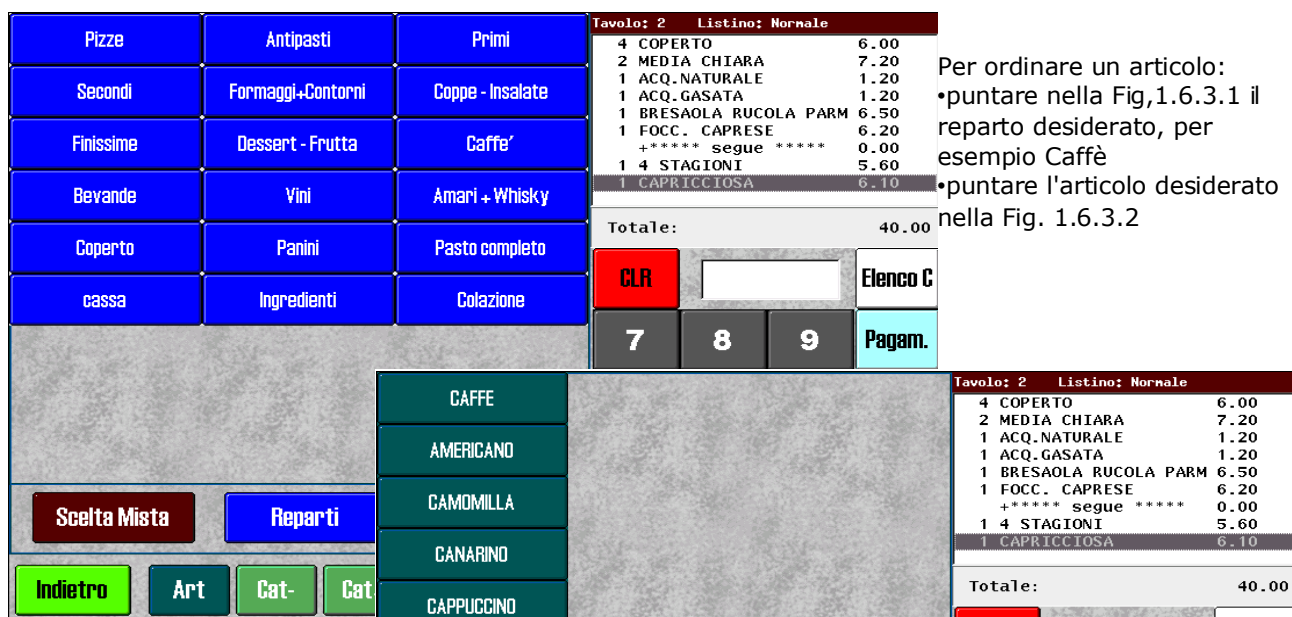 Pizze Antipasti Primi
Secondi Formaggi+Contorni Coppe - Insalate
Finissime Dessert - Frutta Caffe'
Bevande Vini Amari + Whisky
Coperto Panini Pasto completo
cassa Ingredienti Colazione
Tavolo: 2 Listino: Normale
4 COPERTO 6.00
2 MEDIA CHIARA 7.20
1 ACQ.NATURALE 1.20
1 ACQ.GASATA 1.20
1 BRESAOLA RUCOLA PARM 6.50
1 FOCC. CAPRESE 6.20
+***** segue ***** 0.00
1 4 STAGIONI 5.60
1 CAPRICCIOSA 6.10
Totale: 40.00
CLR Elenco C
7 8 9 Pagam.
Per ordinare un articolo:
•puntare nella Fig,1.6.3.1 il
reparto desiderato, per
esempio Caffè
•puntare l'articolo desiderato
nella Fig. 1.6.3.2
Scelta Mista Reparti
Indietro Art Cat- Cat
CAFFE
AMERICANO
CAMOMILLA
CANARINO
CAPPUCCINO
Tavolo: 2 Listino: Normale
4 COPERTO 6.00
2 MEDIA CHIARA 7.20
1 ACQ.NATURALE 1.20
1 ACQ.GASATA 1.20
1 BRESAOLA RUCOLA PARM 6.50
1 FOCC. CAPRESE 6.20
+***** segue ***** 0.00
1 4 STAGIONI 5.60
1 CAPRICCIOSA 6.10
Totale: 40.00